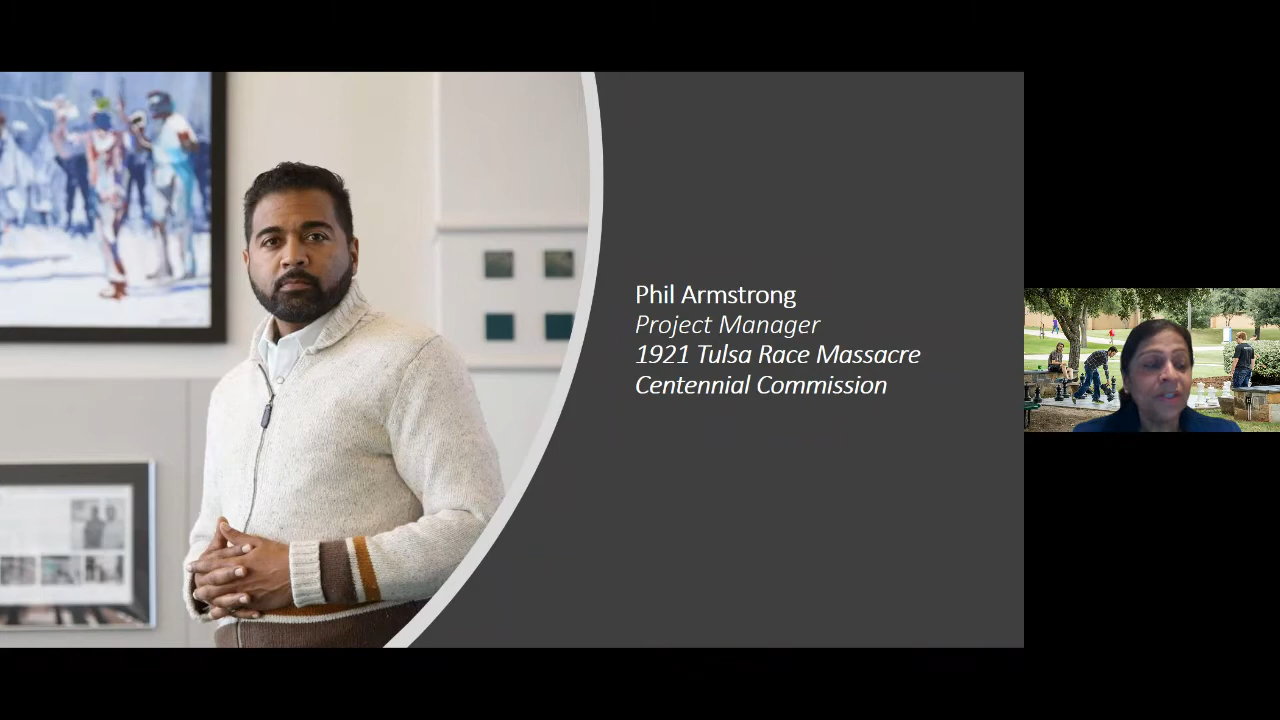 Phil Armstrong
Project Manager
1921 Tulsa Race Massacre
Centennial Commission